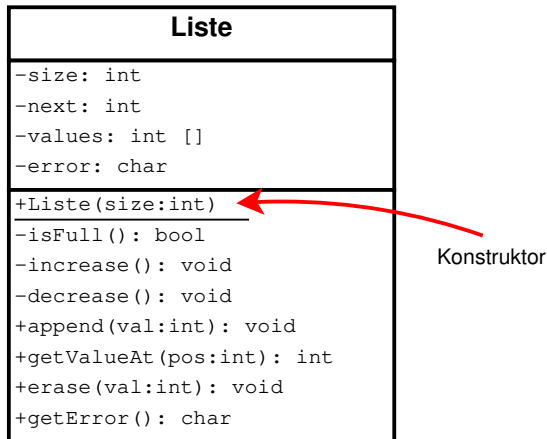 Liste
-size: int
-next: int
-values: int []
-error: char
+Liste(size:int)
-isFull(): bool
-increase(): void
-decrease(): void
+append(val:int): void
+getValueAt(pos:int): int
+erase(val:int): void
+getError(): char
Konstruktor